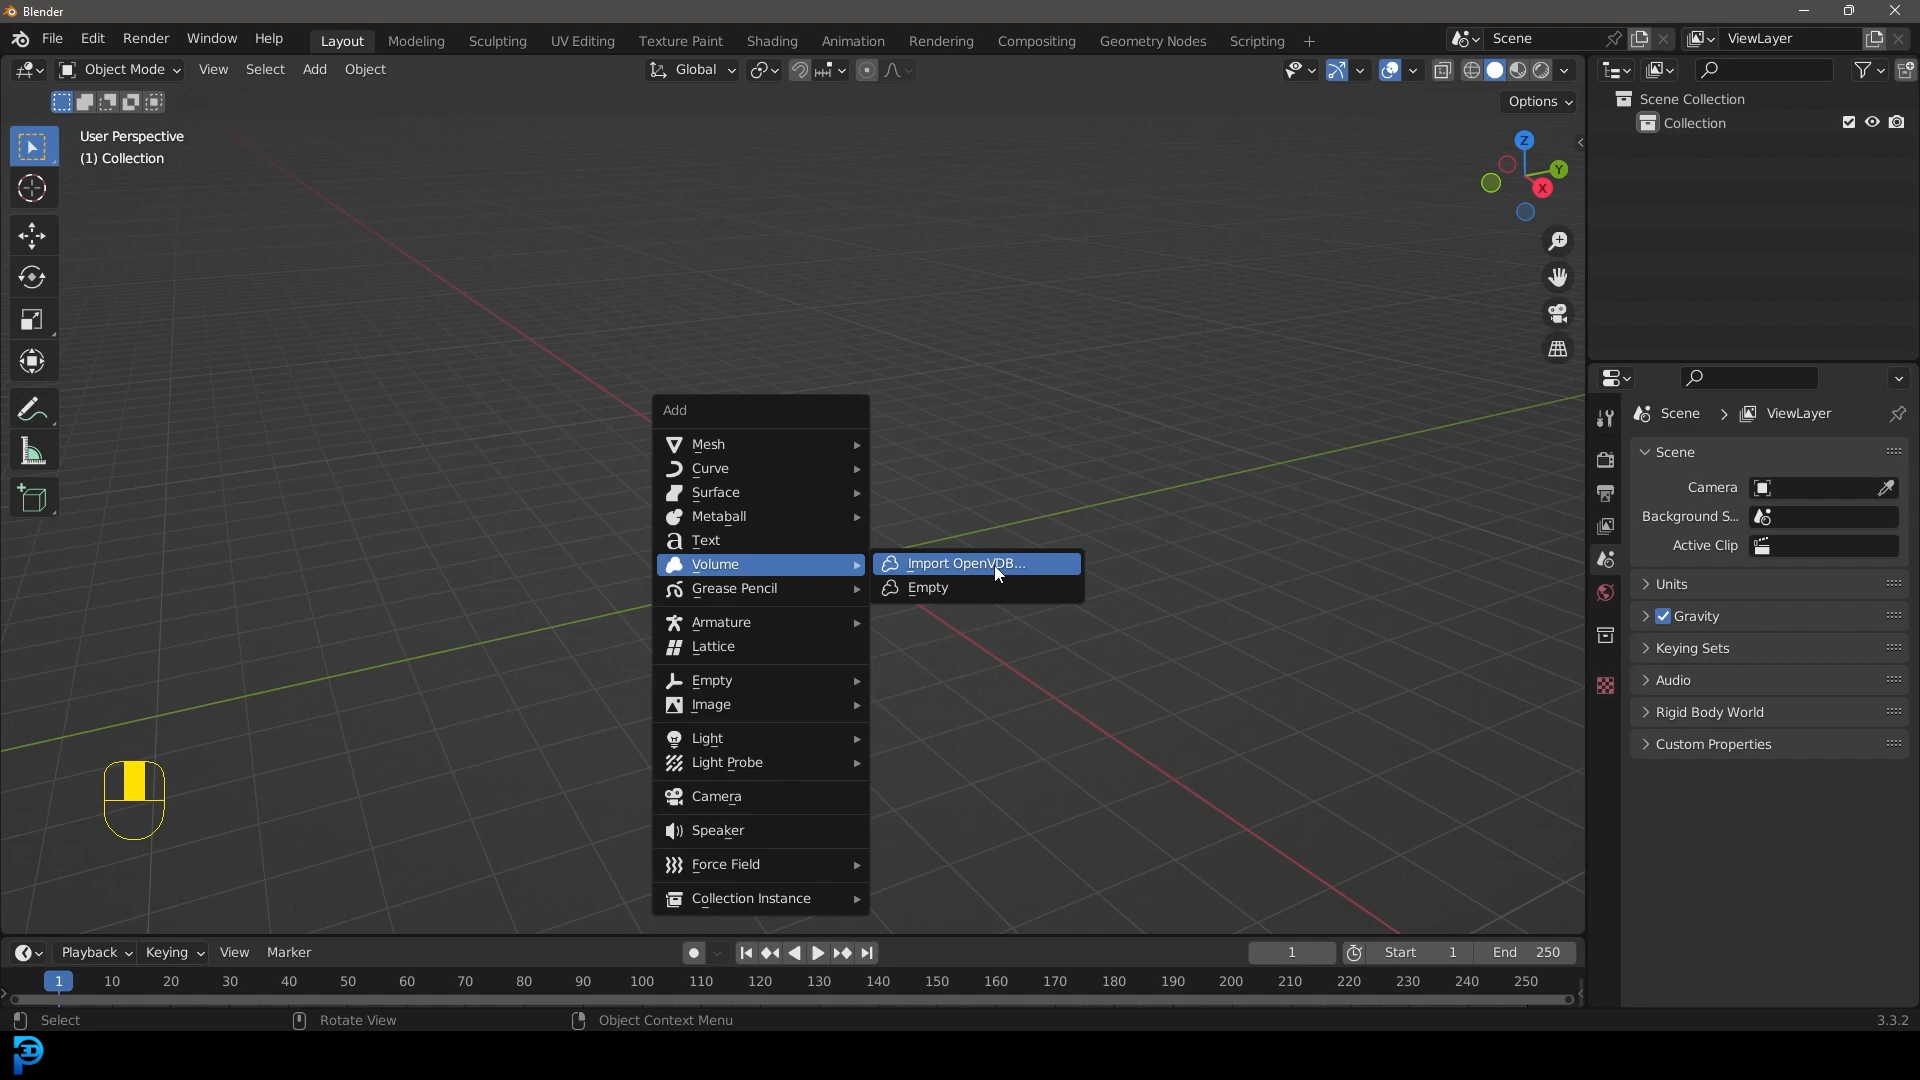 Blender
File Edit Render Window Help Layout Modeling Sculpting UV Editing Texture Paint Shading Animation Rendering Compositing Geometry Nodes Scripting + Scene ViewLayer
Object Mode View Select Add Object Global
Options
User Perspective
(1) Collection
Z
Y
X
Scene Collection
Collection
Scene > ViewLayer
Scene
Camera
Background S...
Active Clip
Units
Gravity
Keying Sets
Audio
Rigid Body World
Custom Properties
Add
Mesh
Curve
Surface
Metaball
Text
Volume
Grease Pencil
Armature
Lattice
Empty
Image
Light
Light Probe
Camera
Speaker
Force Field
Collection Instance
Import OpenVDB...
Empty
Playback Keying View Marker 1 Start 1 End 250
1 10 20 30 40 50 60 70 80 90 100 110 120 130 140 150 160 170 180 190 200 210 220 230 240 250
Select Rotate View Object Context Menu 3.3.2
3D